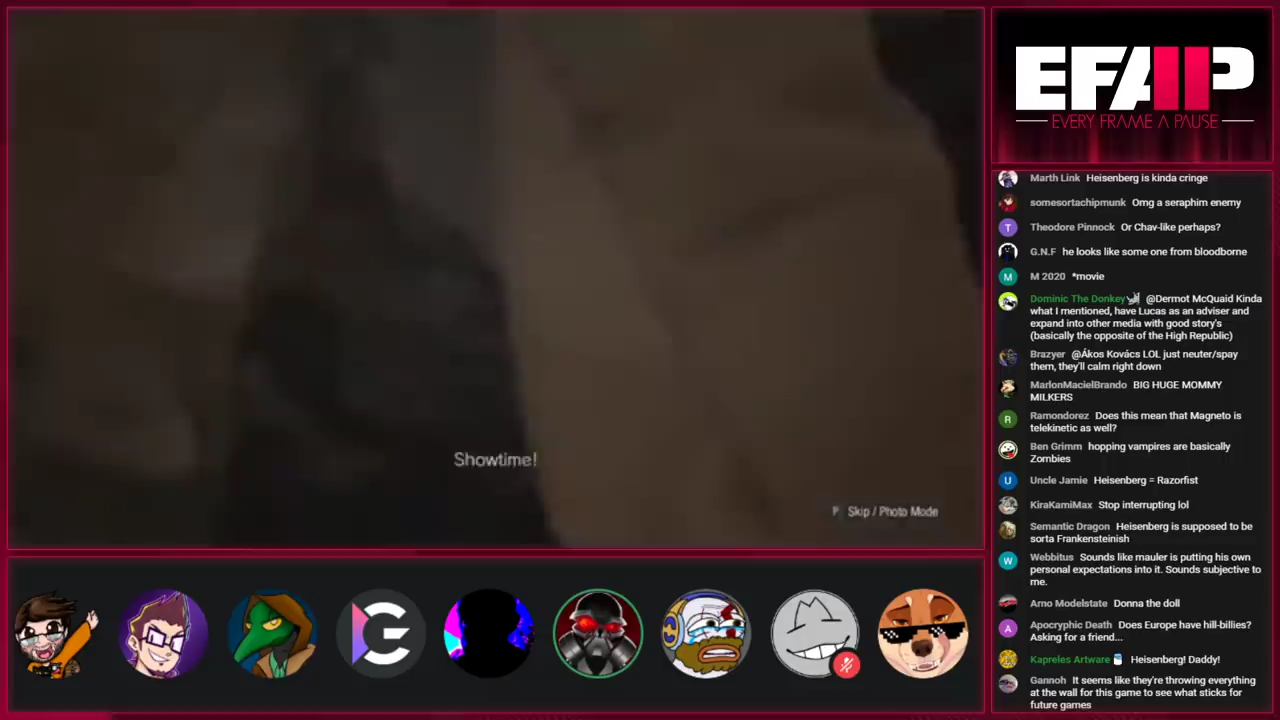 Showtime!
P Skip / Photo Mode
EFAP
EVERY FRAME A PAUSE
Marth Link Heisenberg is kinda cringe
somesortachipmunk Omg a seraphim enemy
T Theodore Pinnock Or Chav-like perhaps?
G.N.F he looks like some one from bloodborne
M M 2020 *movie
Dominic The Donkey @Dermot McQuaid Kinda
what I mentioned, have Lucas as an adviser and
expand into other media with good story's
(basically the opposite of the High Republic)
Brazyer @Ákos Kovács LOL just neuter/spay
them, they'll calm right down
MarlonMacielBrando BIG HUGE MOMMY
MILKERS
R Ramondorez Does this mean that Magneto is
telekinetic as well?
Ben Grimm hopping vampires are basically
Zombies
U Uncle Jamie Heisenberg = Razorfist
KiraKamiMax Stop interrupting lol
Semantic Dragon Heisenberg is supposed to be
sorta Frankensteinish
W Webbitus Sounds like mauler is putting his own
personal expectations into it. Sounds subjective to
me.
Arno Modelstate Donna the doll
A Apocryphic Death Does Europe have hill-billies?
Asking for a friend...
Kapreles Artware Heisenberg! Daddy!
Gannoh It seems like they're throwing everything
at the wall for this game to see what sticks for
future games